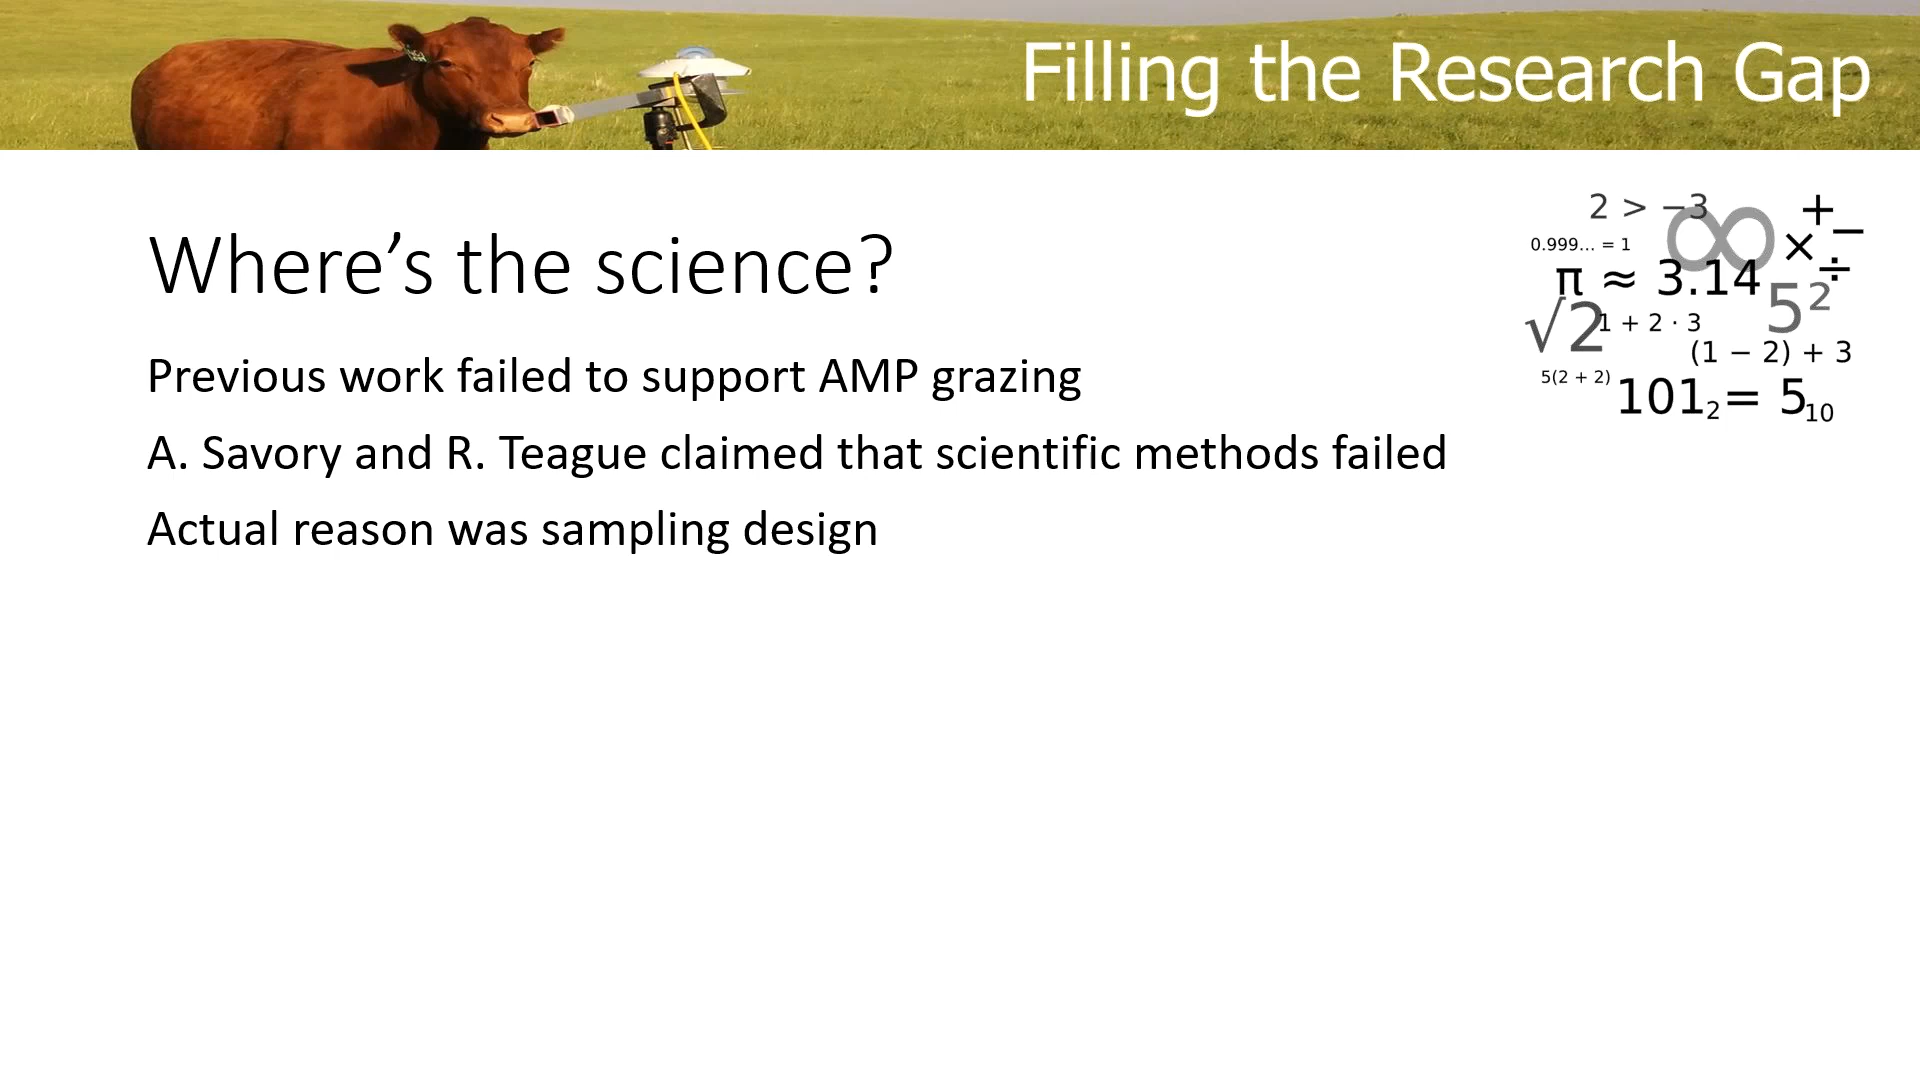 Filling the Research Gap
Where’s the science?
2 > −3
∞
+
−
0.999... = 1
×
÷
π ≈ 3.14
5²
√2
1 + 2 · 3
(1 − 2) + 3
5(2 + 2)
101₂ = 5₁₀
Previous work failed to support AMP grazing
A. Savory and R. Teague claimed that scientific methods failed
Actual reason was sampling design